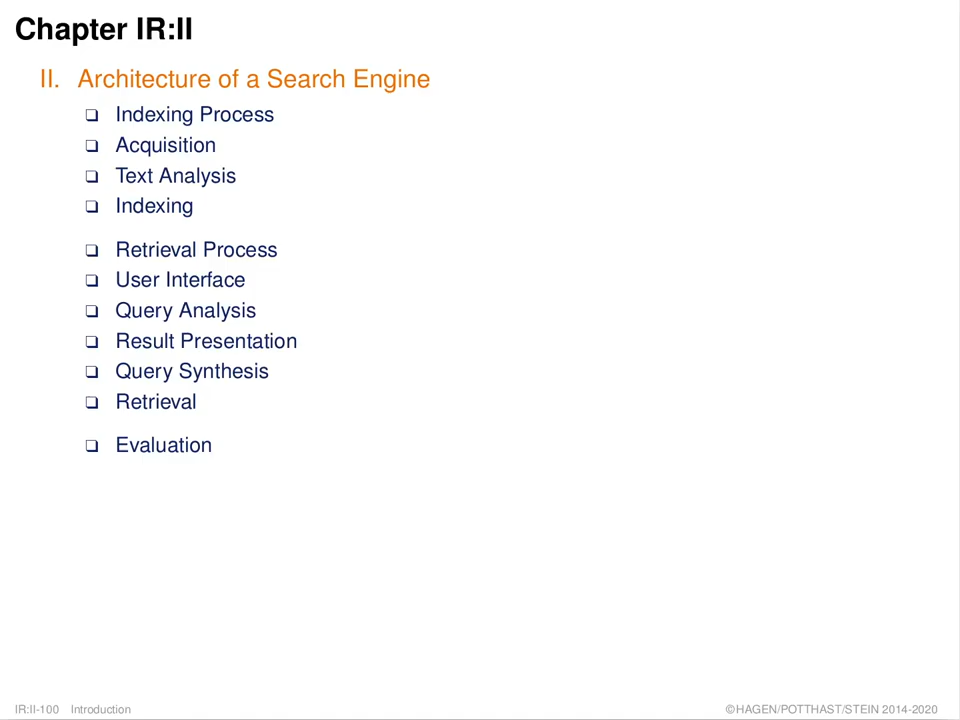 Chapter IR:II
II. Architecture of a Search Engine
❏ Indexing Process
❏ Acquisition
❏ Text Analysis
❏ Indexing
❏ Retrieval Process
❏ User Interface
❏ Query Analysis
❏ Result Presentation
❏ Query Synthesis
❏ Retrieval
❏ Evaluation
IR:II-100 Introduction ©HAGEN/POTTHAST/STEIN 2014-2020